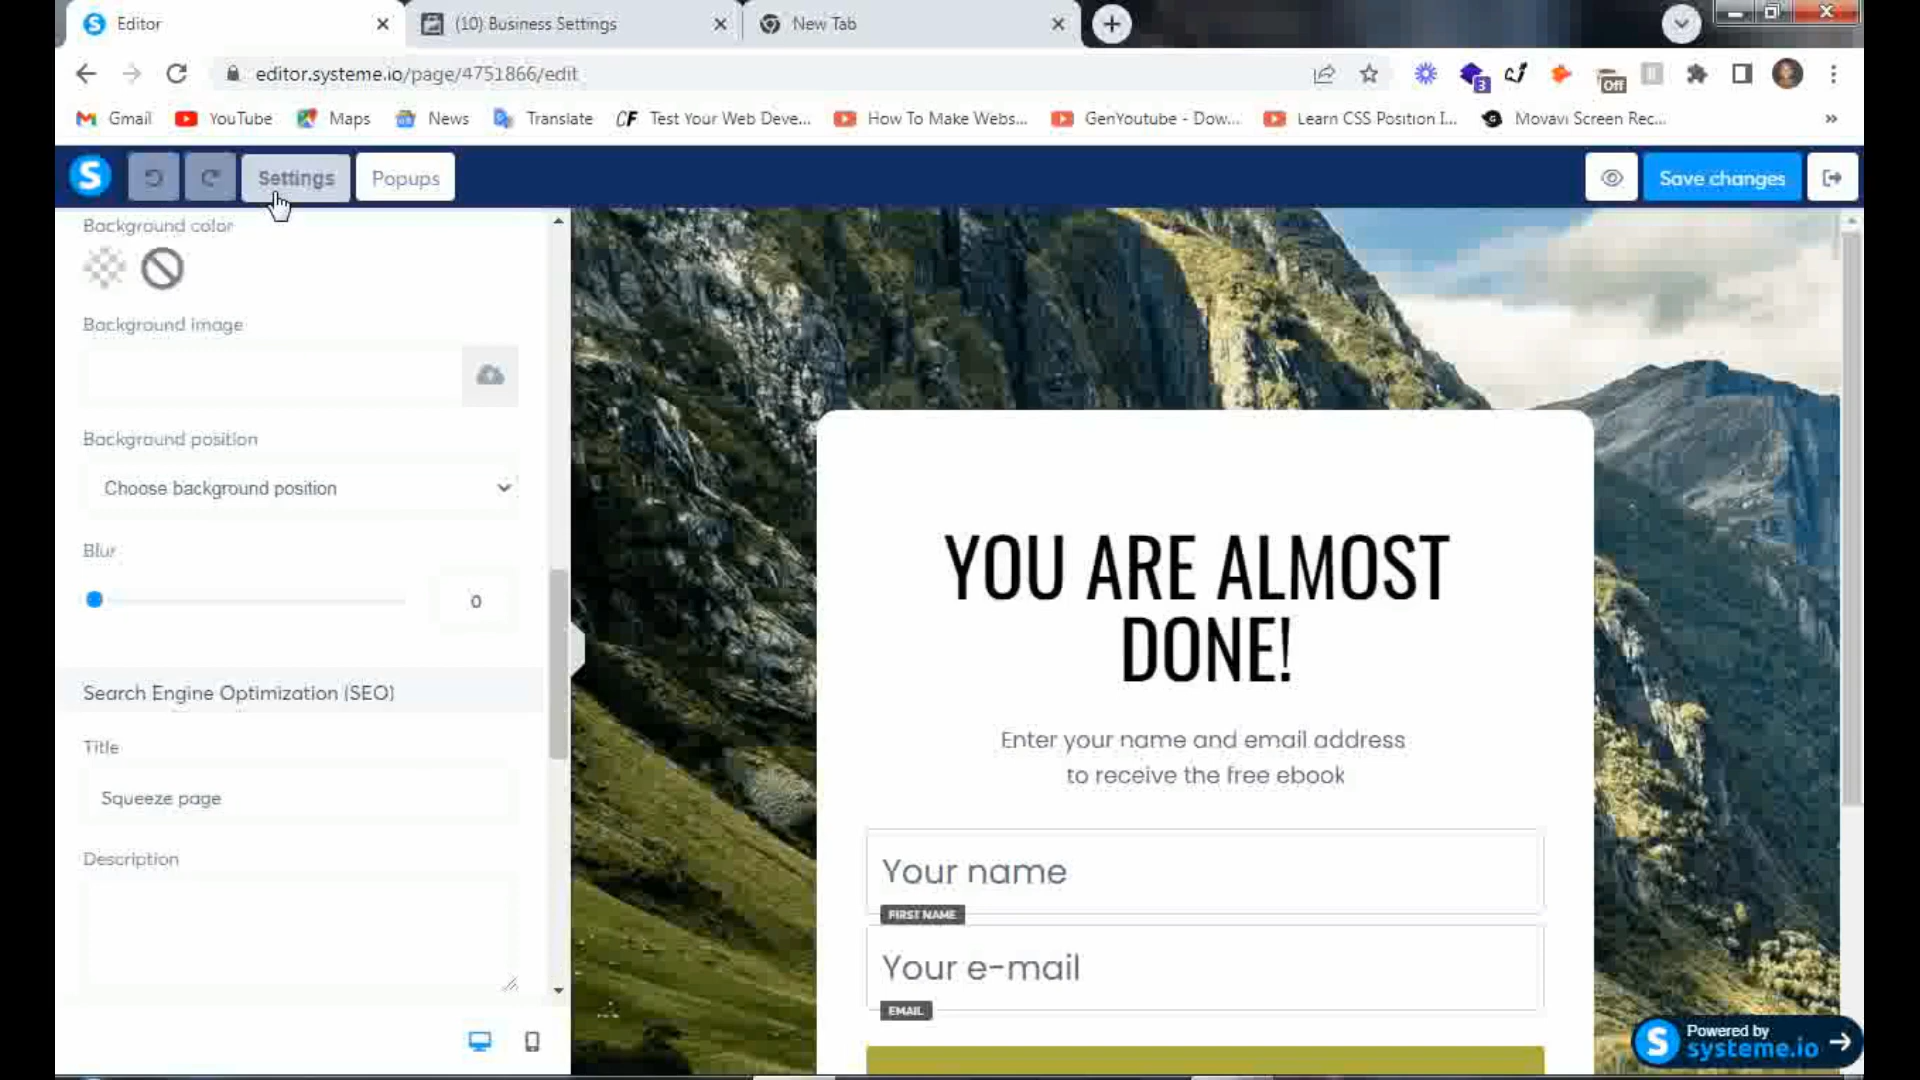 Editor
(10) Business Settings
New Tab
editor.systeme.io/page/4751866/edit
3
Off
Gmail
YouTube
Maps
News
Translate
CF
Test Your Web Deve...
How To Make Webs...
GenYoutube - Dow...
Learn CSS Position I...
Movavi Screen Rec...
»
S
Settings
Popups
Save changes
Background color
Background image
Background position
Choose background position
Blur
0
Search Engine Optimization (SEO)
Title
Squeeze page
Description
YOU ARE ALMOST
DONE!
Enter your name and email address
to receive the free ebook
Your name
FIRST NAME
Your e-mail
EMAIL
S
Powered by
systeme.io